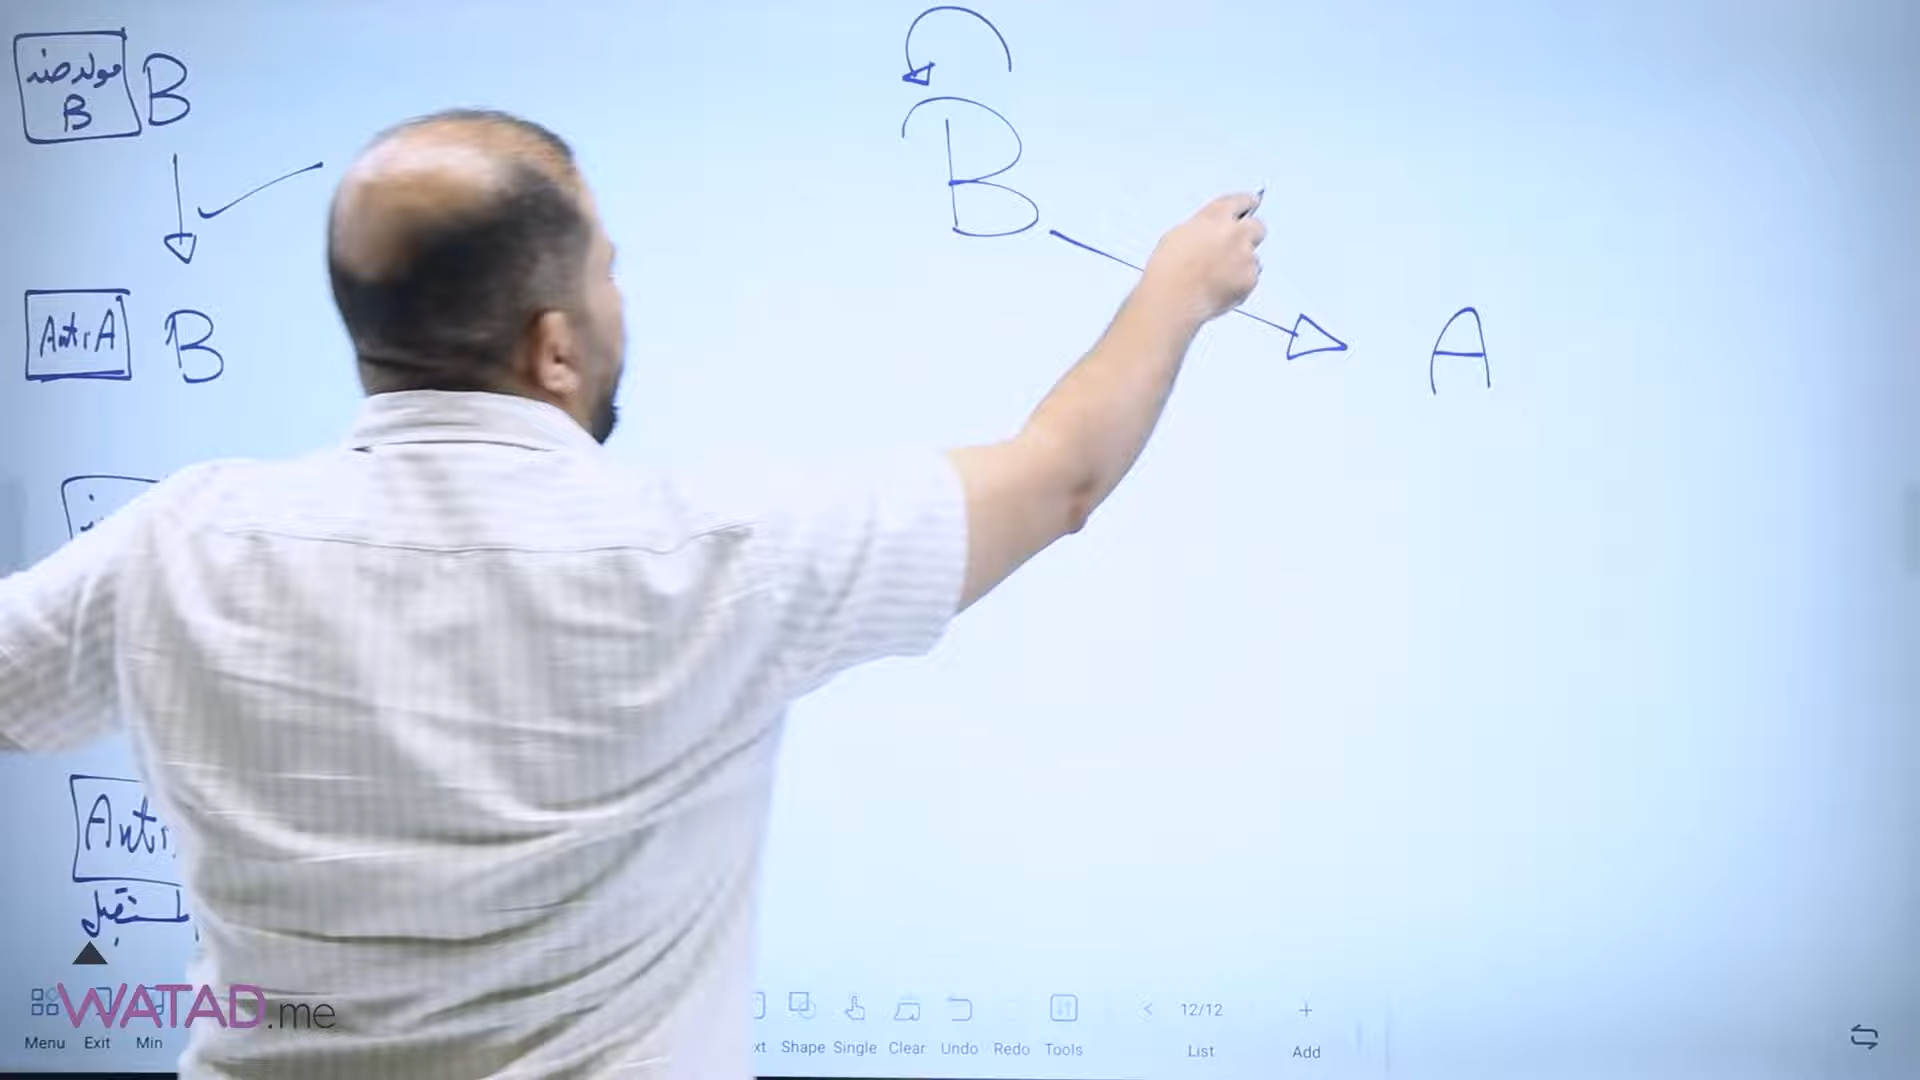 مولد ضد
B
B
B
Anti A
B
A
Anti
المستقبل
WATAD.me
Menu
Exit
Min
Shape
Single
Clear
Undo
Redo
Tools
12/12
List
Add